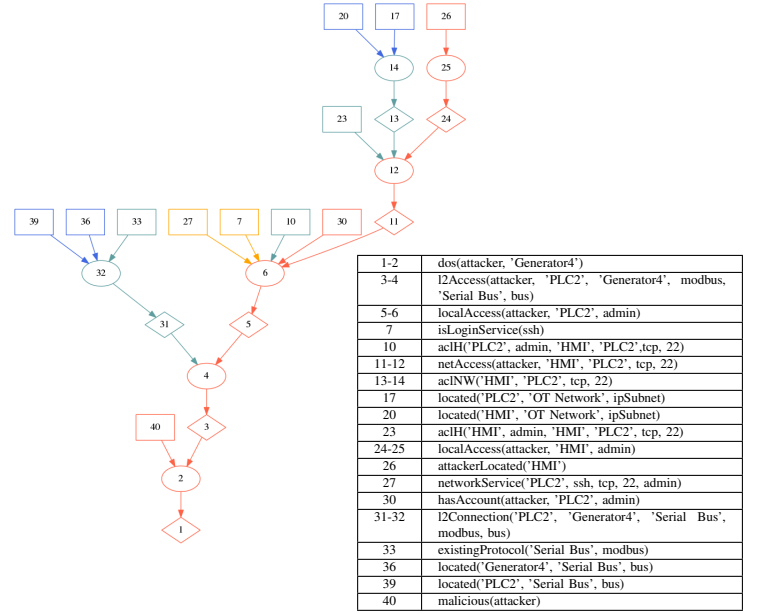 20 17 26
14 25
23 13 24
12
39 36 33 27 7 10 30 11
32 6
31 5
4
40 3
2
1
1-2 dos(attacker, 'Generator4')
3-4 l2Access(attacker, 'PLC2', 'Generator4', modbus,
'Serial Bus', bus)
5-6 localAccess(attacker, 'PLC2', admin)
7 isLoginService(ssh)
10 aclH('PLC2', admin, 'HMI', 'PLC2',tcp, 22)
11-12 netAccess(attacker, 'HMI', 'PLC2', tcp, 22)
13-14 aclNW('HMI', 'PLC2', tcp, 22)
17 located('PLC2', 'OT Network', ipSubnet)
20 located('HMI', 'OT Network', ipSubnet)
23 aclH('HMI', admin, 'HMI', 'PLC2', tcp, 22)
24-25 localAccess(attacker, 'HMI', admin)
26 attackerLocated('HMI')
27 networkService('PLC2', ssh, tcp, 22, admin)
30 hasAccount(attacker, 'PLC2', admin)
31-32 l2Connection('PLC2', 'Generator4', 'Serial Bus',
modbus, bus)
33 existingProtocol('Serial Bus', modbus)
36 located('Generator4', 'Serial Bus', bus)
39 located('PLC2', 'Serial Bus', bus)
40 malicious(attacker)